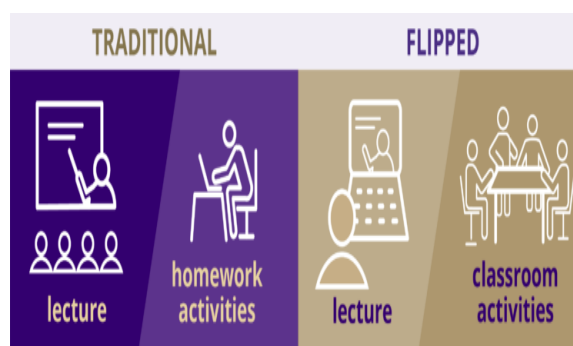 TRADITIONAL
FLIPPED
lecture
homework
activities
lecture
classroom
activities